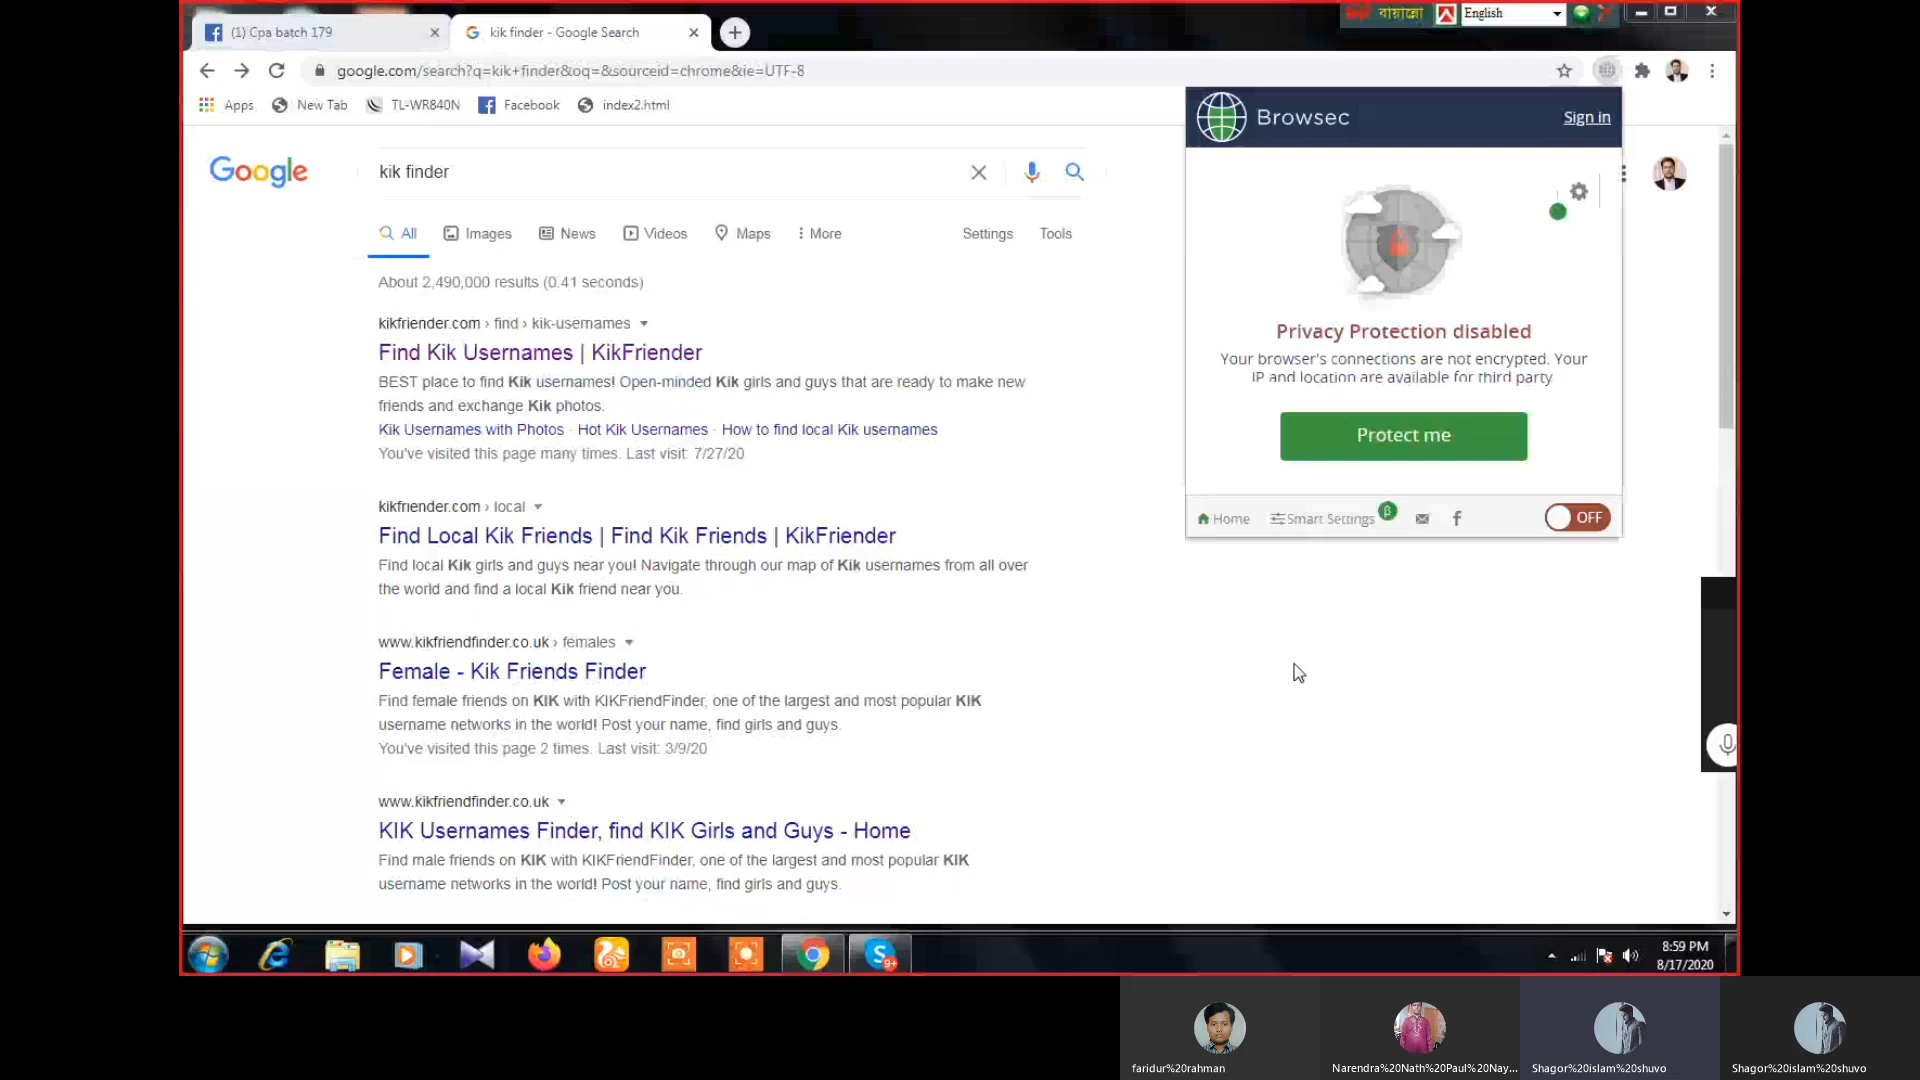 (1) Cpa batch 179
kik finder - Google Search
বায়ান্নো
English
google.com/search?q=kik+finder&oq=&sourceid=chrome&ie=UTF-8
Apps
New Tab
TL-WR840N
Facebook
index2.html
Browsec
Sign in
Google
kik finder
All
Images
News
Videos
Maps
More
Settings
Tools
About 2,490,000 results (0.41 seconds)
kikfriender.com › find › kik-usernames
Find Kik Usernames | KikFriender
BEST place to find Kik usernames! Open-minded Kik girls and guys that are ready to make new
friends and exchange Kik photos.
Kik Usernames with Photos · Hot Kik Usernames · How to find local Kik usernames
You've visited this page many times. Last visit: 7/27/20
kikfriender.com › local
Find Local Kik Friends | Find Kik Friends | KikFriender
Find local Kik girls and guys near you! Navigate through our map of Kik usernames from all over
the world and find a local Kik friend near you.
www.kikfriendfinder.co.uk › females
Female - Kik Friends Finder
Find female friends on KIK with KIKFriendFinder, one of the largest and most popular KIK
username networks in the world! Post your name, find girls and guys.
You've visited this page 2 times. Last visit: 3/9/20
www.kikfriendfinder.co.uk
KIK Usernames Finder, find KIK Girls and Guys - Home
Find male friends on KIK with KIKFriendFinder, one of the largest and most popular KIK
username networks in the world! Post your name, find girls and guys.
Privacy Protection disabled
Your browser's connections are not encrypted. Your
IP and location are available for third party
Protect me
Home
Smart Settings
β
OFF
9+
8:59 PM
8/17/2020
faridur%20rahman
Narendra%20Nath%20Paul%20Nay...
Shagor%20islam%20shuvo
Shagor%20islam%20shuvo